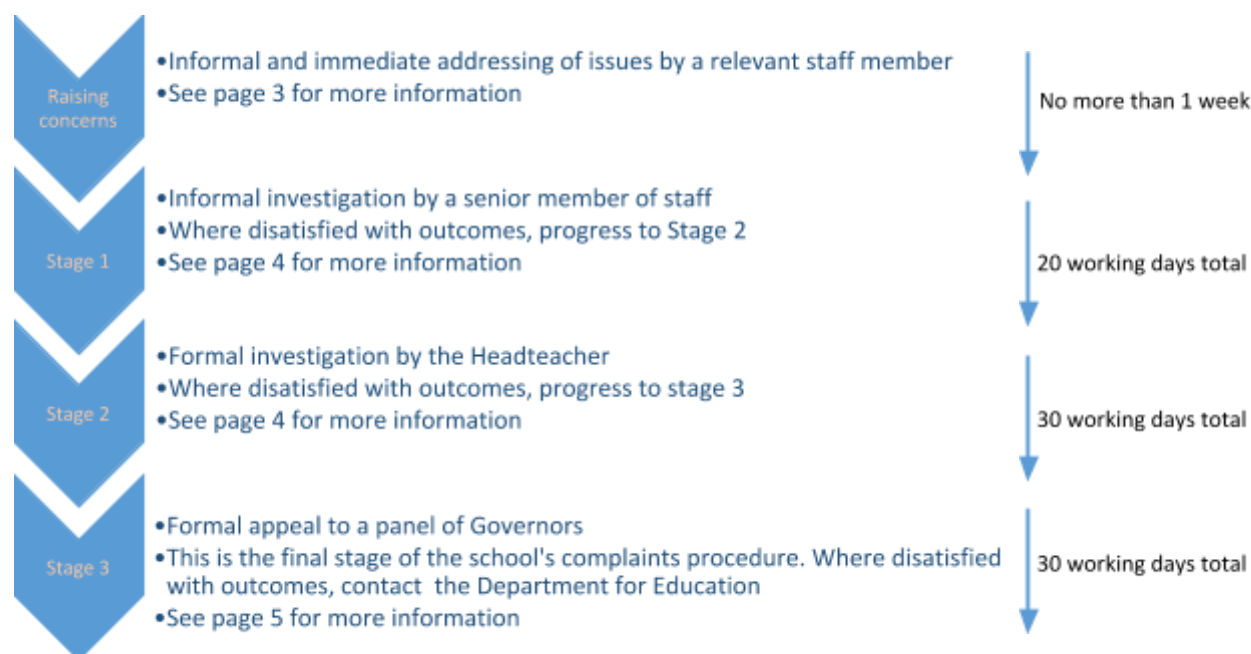 Raising
concerns
•Informal and immediate addressing of issues by a relevant staff member
•See page 3 for more information
No more than 1 week
Stage 1
•Informal investigation by a senior member of staff
•Where disatisfied with outcomes, progress to Stage 2
•See page 4 for more information
20 working days total
Stage 2
•Formal investigation by the Headteacher
•Where disatisfied with outcomes, progress to stage 3
•See page 4 for more information
30 working days total
Stage 3
•Formal appeal to a panel of Governors
•This is the final stage of the school's complaints procedure. Where disatisfied
with outcomes, contact the Department for Education
•See page 5 for more information
30 working days total